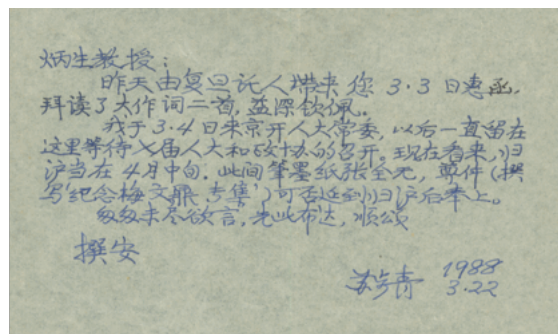 炳生教授：
昨天由复旦托人带来您3·3日惠函，
拜读了大作词二首，益深钦佩。
我于3·4日来京开人大常委，以后一直留在
这里等待七届人大和政协的召开。现在看来，归
沪当在4月中旬。此间笔墨纸张全无，尊件（撰
写‘纪念梅文鼎专集’）可否延到归沪后奉上。
匆匆未尽欲言，先此布达，顺颂
撰安
苏步青 1988
3.22